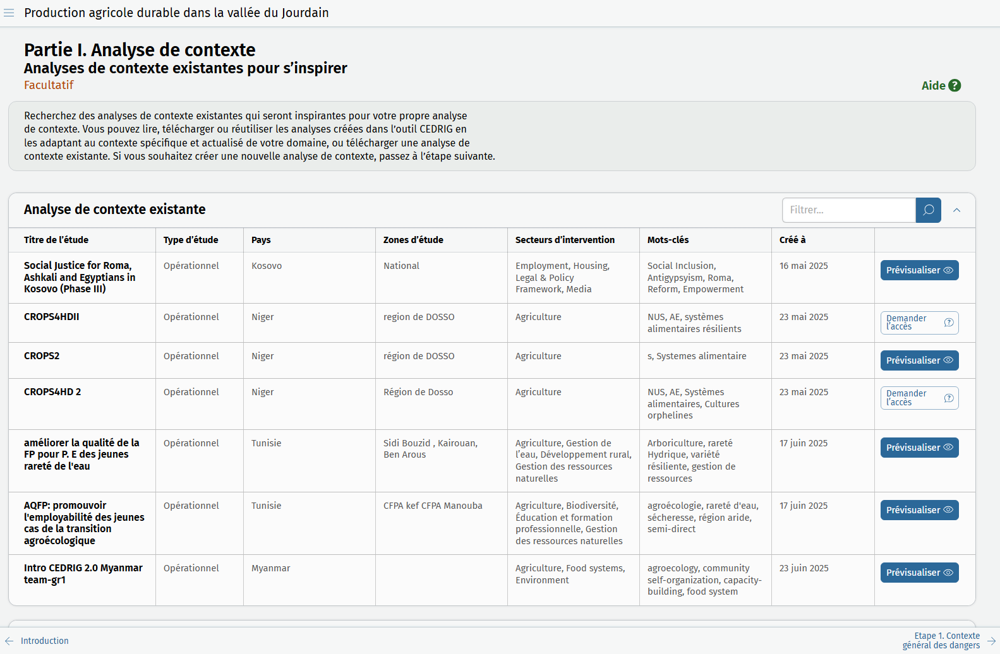 Production agricole durable dans la vallée du Jourdain
Partie I. Analyse de contexte
Analyses de contexte existantes pour s’inspirer
Facultatif
Aide ?
Recherchez des analyses de contexte existantes qui seront inspirantes pour votre propre analyse
de contexte. Vous pouvez lire, télécharger ou réutiliser les analyses créées dans l’outil CEDRIG en
les adaptant au contexte spécifique et actualisé de votre domaine, ou télécharger une analyse de
contexte existante. Si vous souhaitez créer une nouvelle analyse de contexte, passez à l’étape suivante.
Analyse de contexte existante
Filtrer...
Titre de l’étude
Type d’étude
Pays
Zones d’étude
Secteurs d’intervention
Mots-clés
Créé à
Social Justice for Roma,
Ashkali and Egyptians in
Kosovo (Phase III)
Opérationnel
Kosovo
National
Employment, Housing,
Legal & Policy
Framework, Media
Social Inclusion,
Antigypsyism, Roma,
Reform, Empowerment
16 mai 2025
Prévisualiser
CROPS4HDII
Opérationnel
Niger
region de DOSSO
Agriculture
NUS, AE, systèmes
alimentaires résilients
23 mai 2025
Demander
l’accès
CROPS2
Opérationnel
Niger
région de DOSSO
Agriculture
s, Systemes alimentaire
23 mai 2025
Prévisualiser
CROPS4HD 2
Opérationnel
Niger
Région de Dosso
Agriculture
NUS, AE, Systèmes
alimentaires, Cultures
orphelines
23 mai 2025
Demander
l’accès
améliorer la qualité de la
FP pour P. E des jeunes
rareté de l'eau
Opérationnel
Tunisie
Sidi Bouzid , Kairouan,
Ben Arous
Agriculture, Gestion de
l’eau, Développement rural,
Gestion des ressources
naturelles
Arboriculture, rareté
Hydrique, variété
résiliente, gestion de
ressources
17 juin 2025
Prévisualiser
AQFP: promouvoir
l'employabilité des jeunes
cas de la transition
agroécologique
Opérationnel
Tunisie
CFPA kef CFPA Manouba
Agriculture, Biodiversité,
Éducation et formation
professionnelle, Gestion
des ressources naturelles
agroécologie, rareté d'eau,
sécheresse, région aride,
semi-direct
17 juin 2025
Prévisualiser
Intro CEDRIG 2.0 Myanmar
team-gr1
Opérationnel
Myanmar
Agriculture, Food systems,
Environment
agroecology, community
self-organization, capacity-
building, food system
23 juin 2025
Prévisualiser
Introduction
Etape 1. Contexte
général des dangers